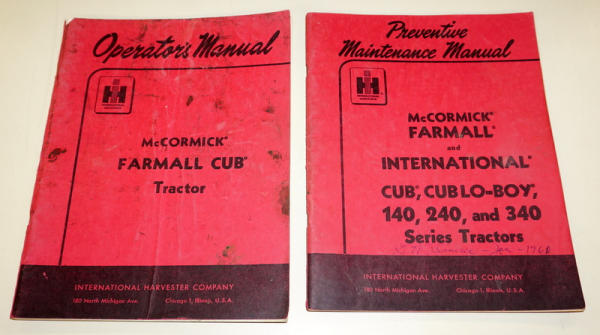 Operator's Manual
IH
McCORMICK®
FARMALL CUB®
Tractor
INTERNATIONAL HARVESTER COMPANY
180 North Michigan Ave. Chicago 1, Illinois, U.S.A.
Preventive
Maintenance Manual
IH
McCORMICK®
FARMALL®
and
INTERNATIONAL®
CUB®, CUB LO-BOY®,
140, 240, and 340
Series Tractors
INTERNATIONAL HARVESTER COMPANY
180 North Michigan Ave. Chicago 1, Illinois, U.S.A.